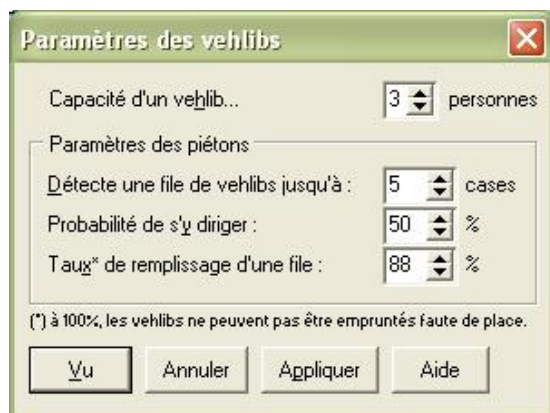 Paramètres des vehlibs
Capacité d'un vehlib... 3 personnes
Paramètres des piétons
Détecte une file de vehlibs jusqu'à : 5 cases
Probabilité de s'y diriger : 50 %
Taux* de remplissage d'une file : 88 %
(*) à 100%, les vehlibs ne peuvent pas être empruntés faute de place.
Vu Annuler Appliquer Aide